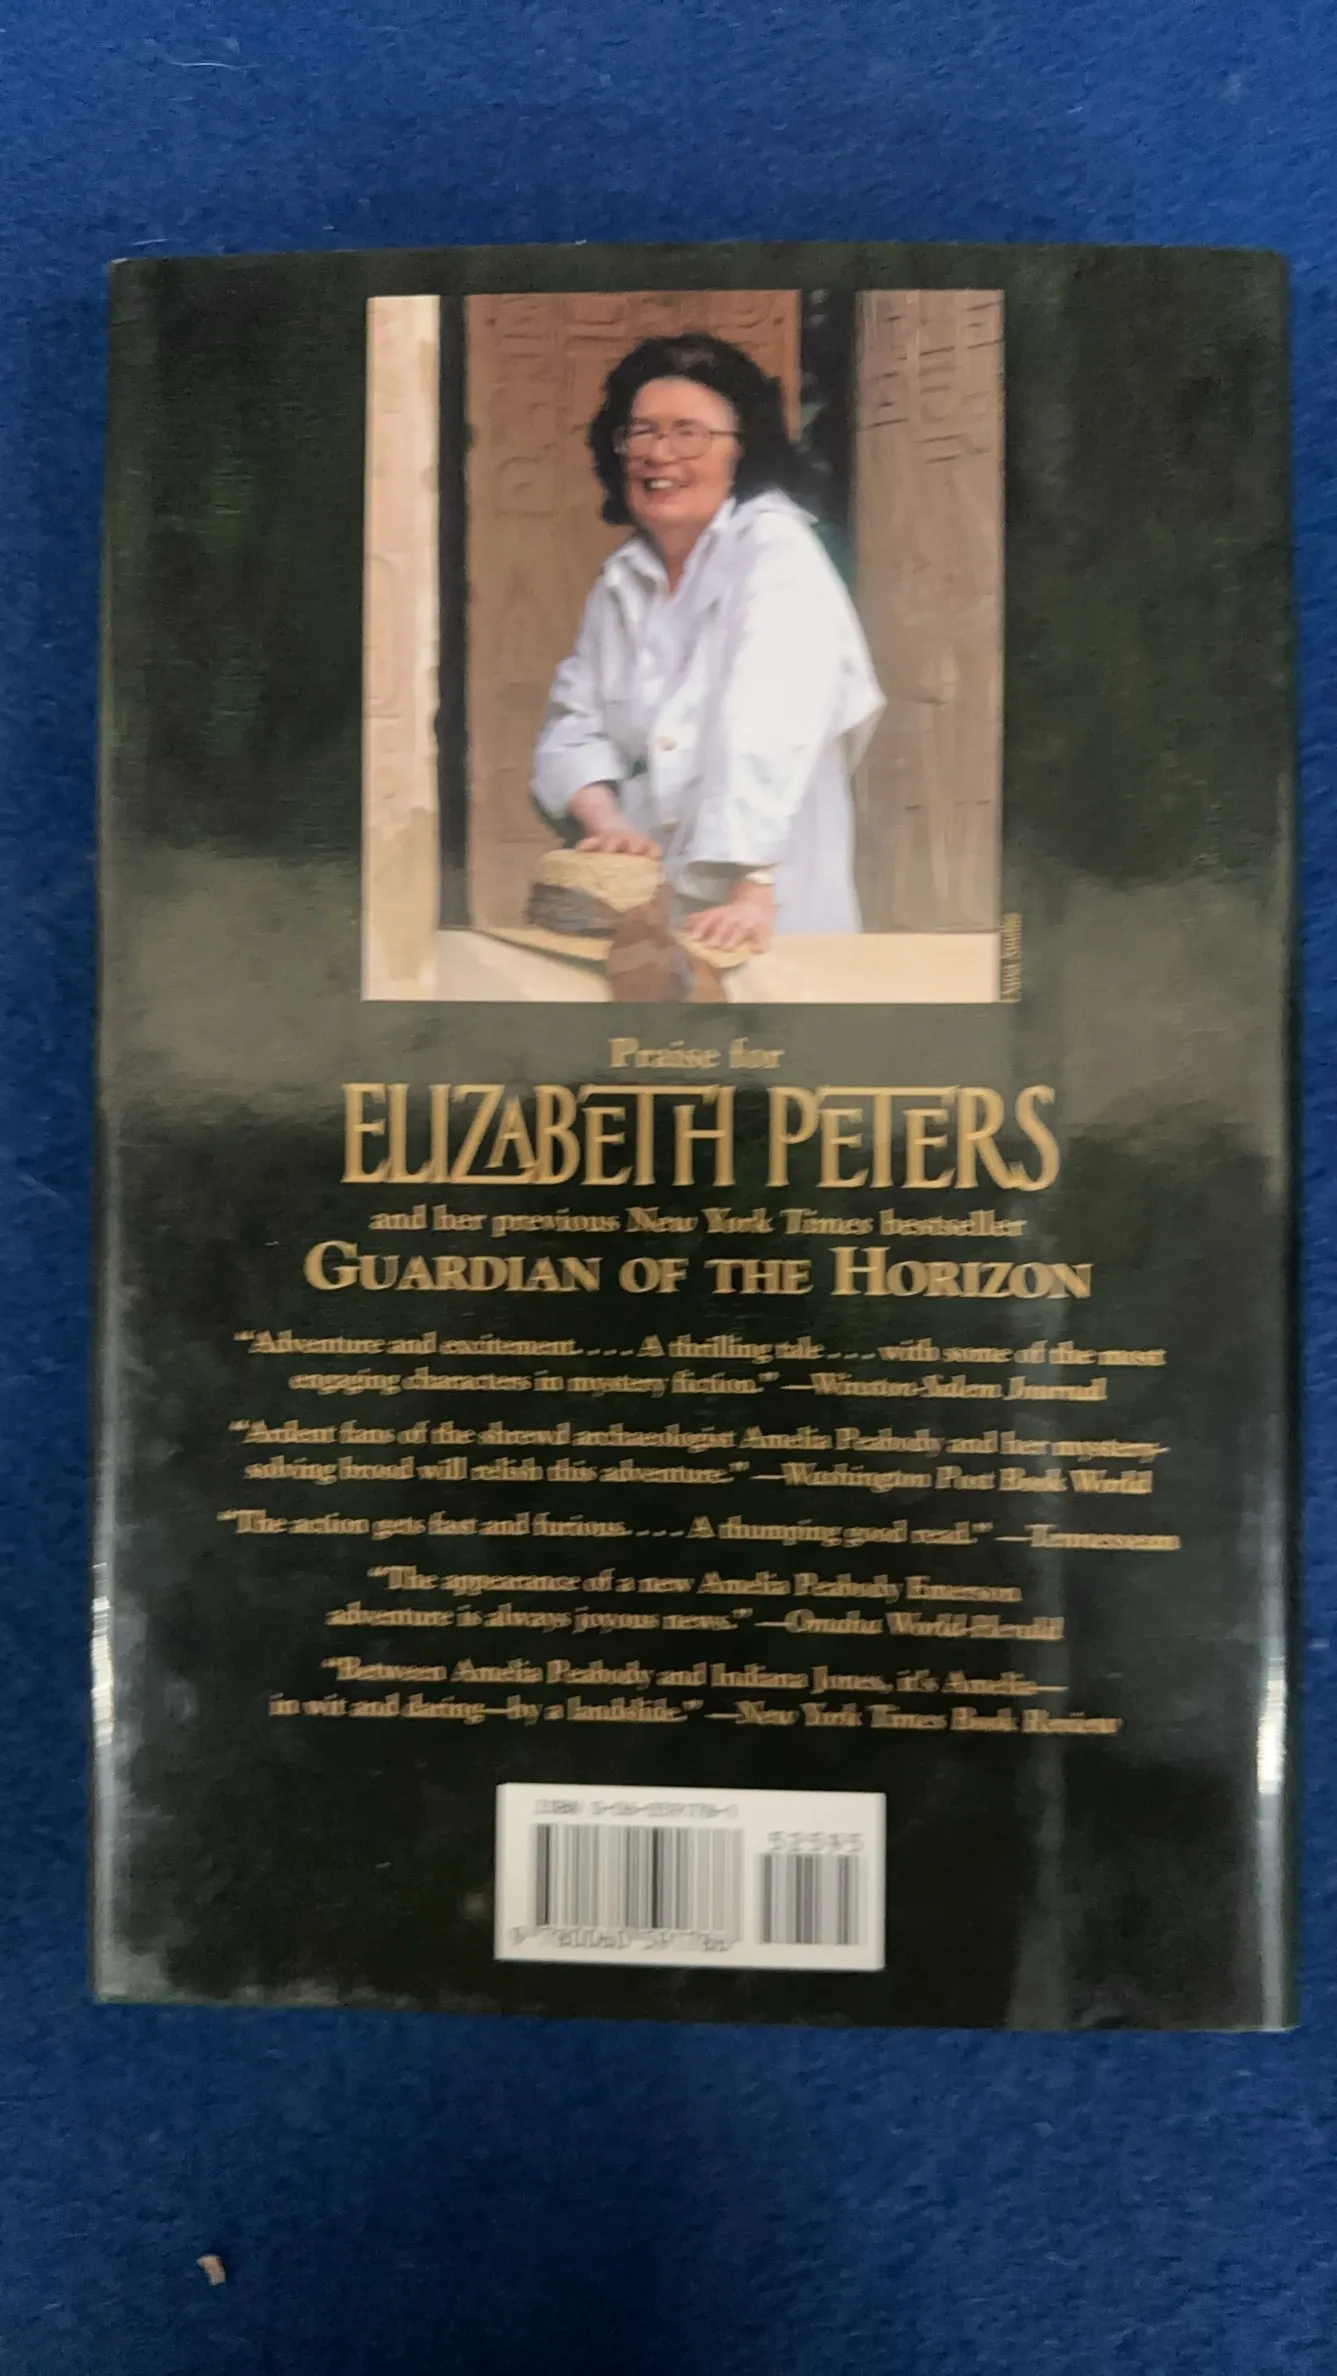 Praise for
ELIZABETH PETERS
and her previous New York Times bestseller
GUARDIAN OF THE HORIZON
“Adventure and excitement. . . . A thrilling tale . . . with some of the most
engaging characters in mystery fiction.” —Winston-Salem Journal
“Ardent fans of the shrewd archaeologist Amelia Peabody and her mystery-
solving brood will relish this adventure.” —Washington Post Book World
“The action gets fast and furious. . . . A thumping good read.” —Tennessean
“The appearance of a new Amelia Peabody Emerson
adventure is always joyous news.” —Omaha World-Herald
“Between Amelia Peabody and Indiana Jones, it's Amelia—
in wit and daring—by a landslide.” —New York Times Book Review
ISBN
52595